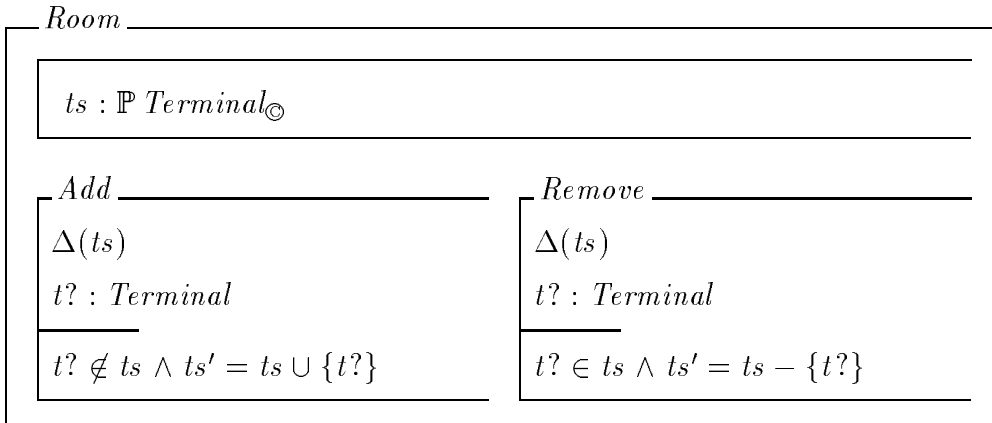 Room
ts : ℙ Terminal©
Add
Δ(ts)
t? : Terminal
t? ∉ ts ∧ ts′ = ts ∪ {t?}
Remove
Δ(ts)
t? : Terminal
t? ∈ ts ∧ ts′ = ts − {t?}